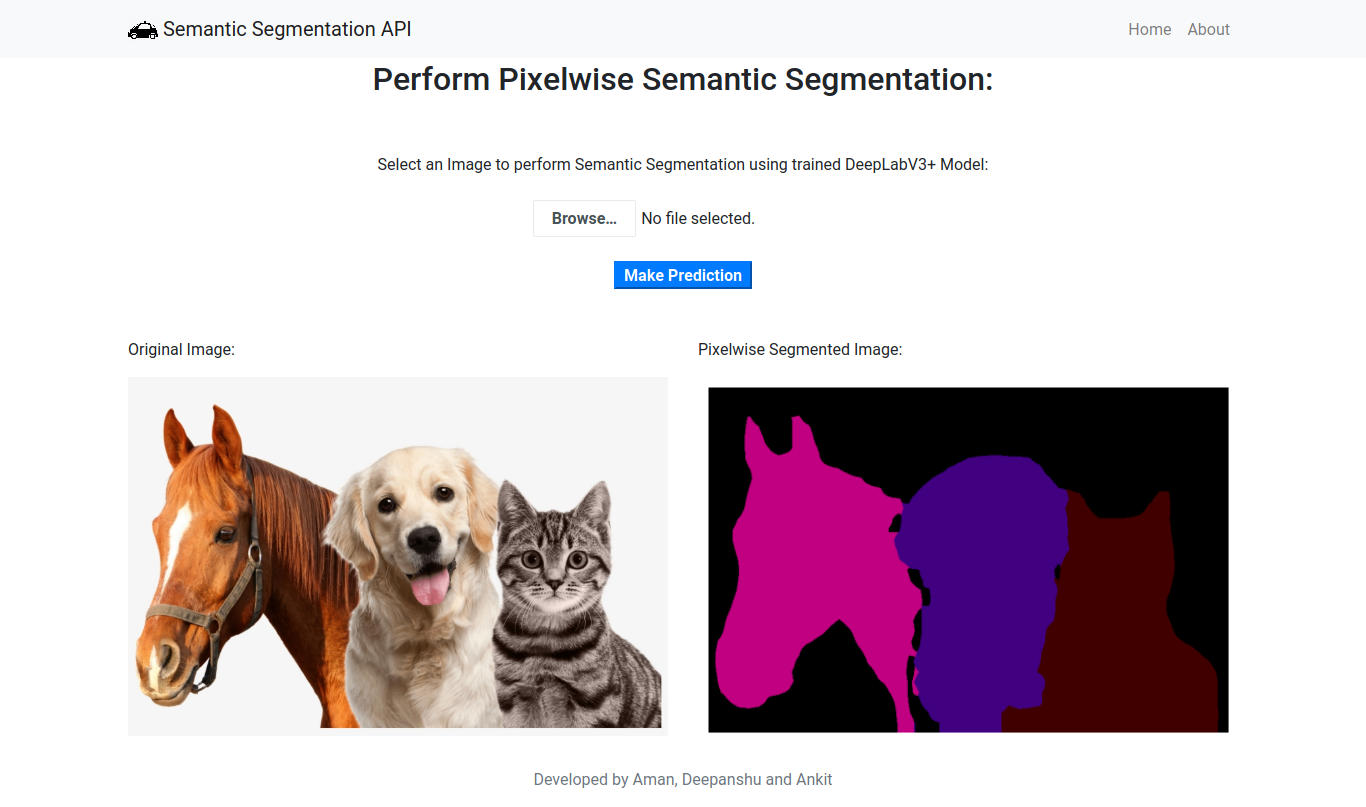 Semantic Segmentation API
Home About
Perform Pixelwise Semantic Segmentation:
Select an Image to perform Semantic Segmentation using trained DeepLabV3+ Model:
Browse… No file selected.
Make Prediction
Original Image:
Pixelwise Segmented Image:
Developed by Aman, Deepanshu and Ankit